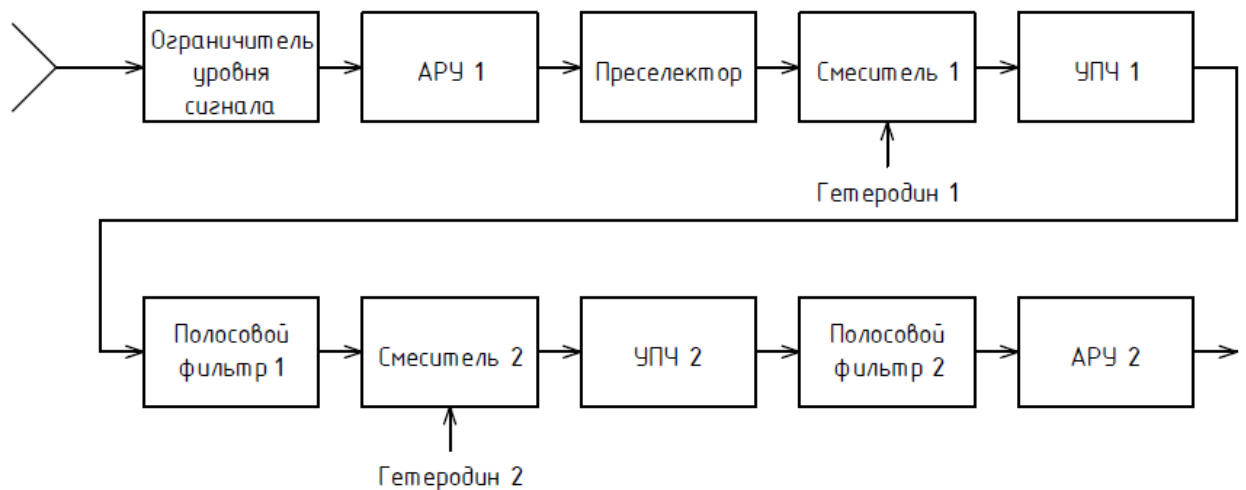 Ограничитель
уровня
сигнала
АРУ 1
Преселектор
Смеситель 1
УПЧ 1
Гетеродин 1
Полосовой
фильтр 1
Смеситель 2
УПЧ 2
Полосовой
фильтр 2
АРУ 2
Гетеродин 2